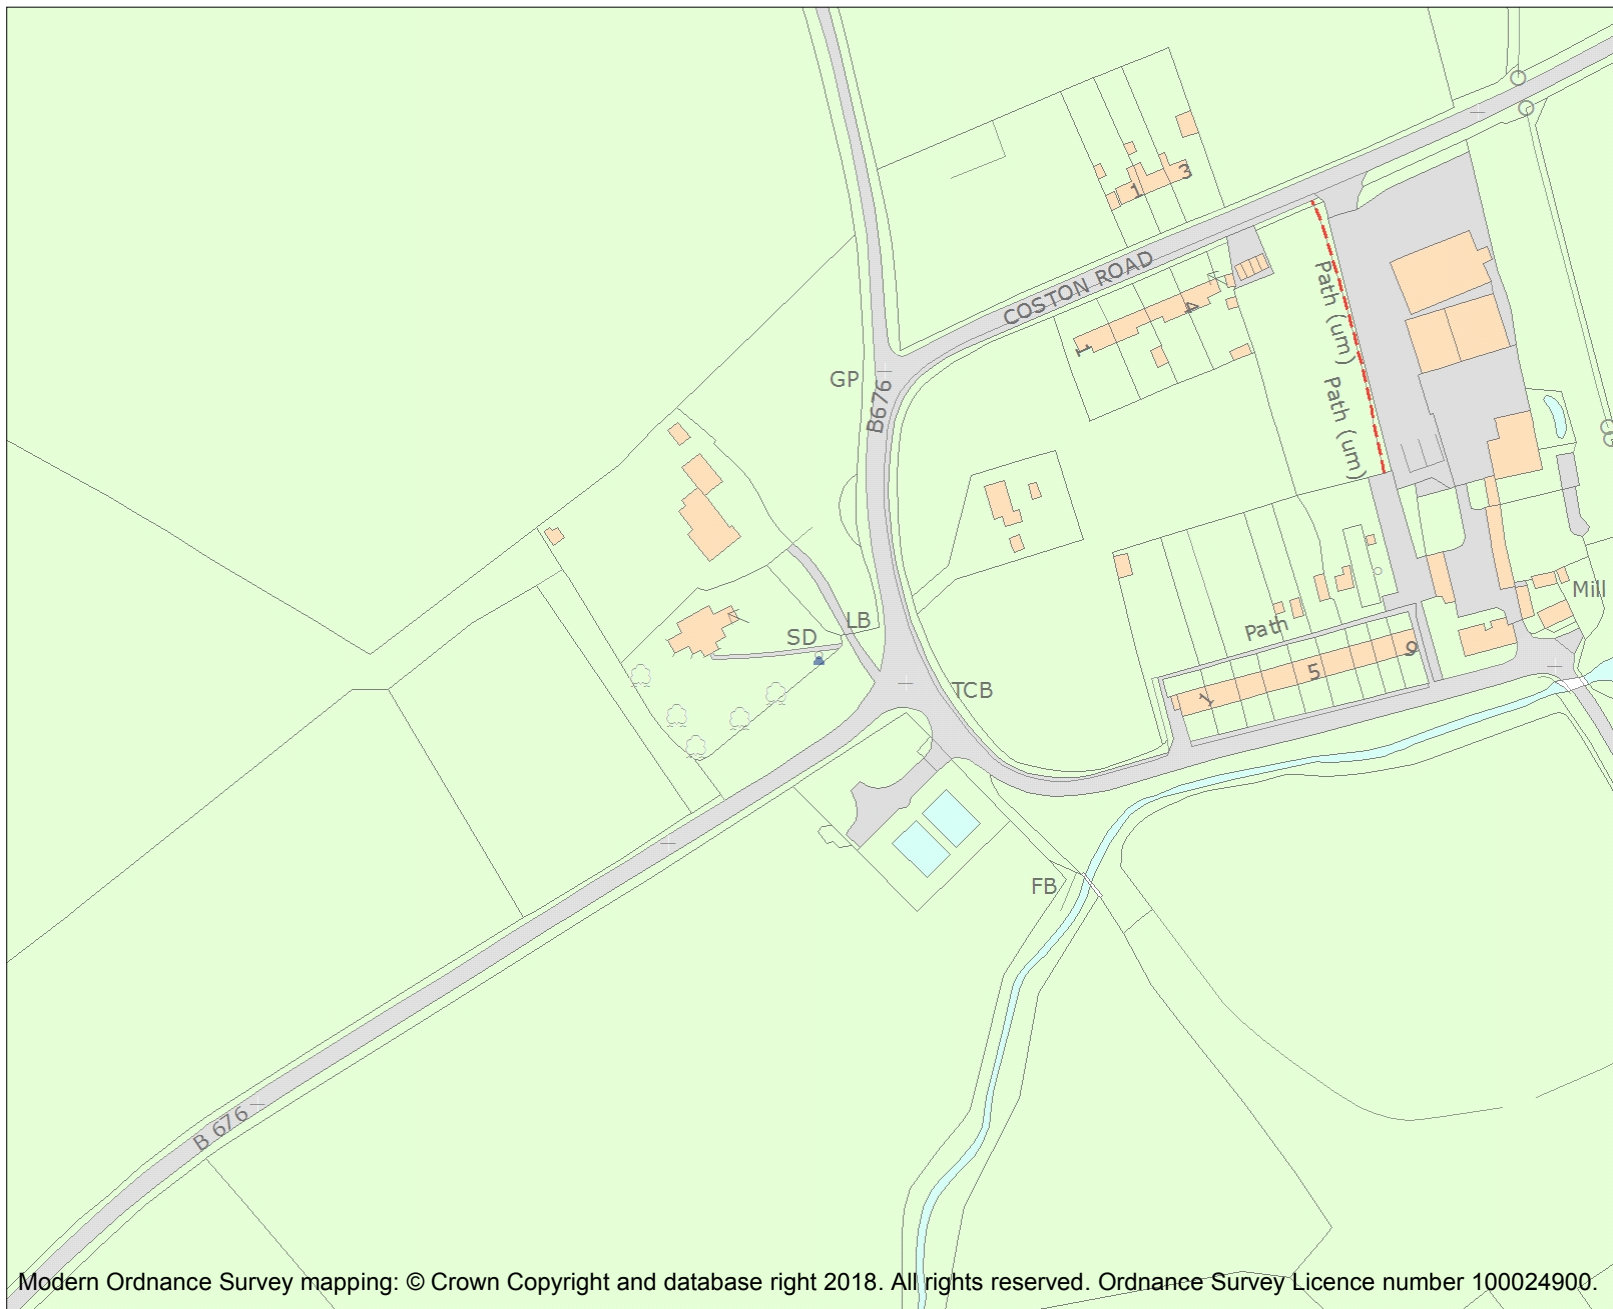 3
1
COSTON ROAD
Path (um)
4
1
GP
B676
Path (um)
Mill
LB
Path
SD
9
5
TCB
1
FB
B 676
Modern Ordnance Survey mapping: © Crown Copyright and database right 2018. All rights reserved. Ordnance Survey Licence number 100024900.